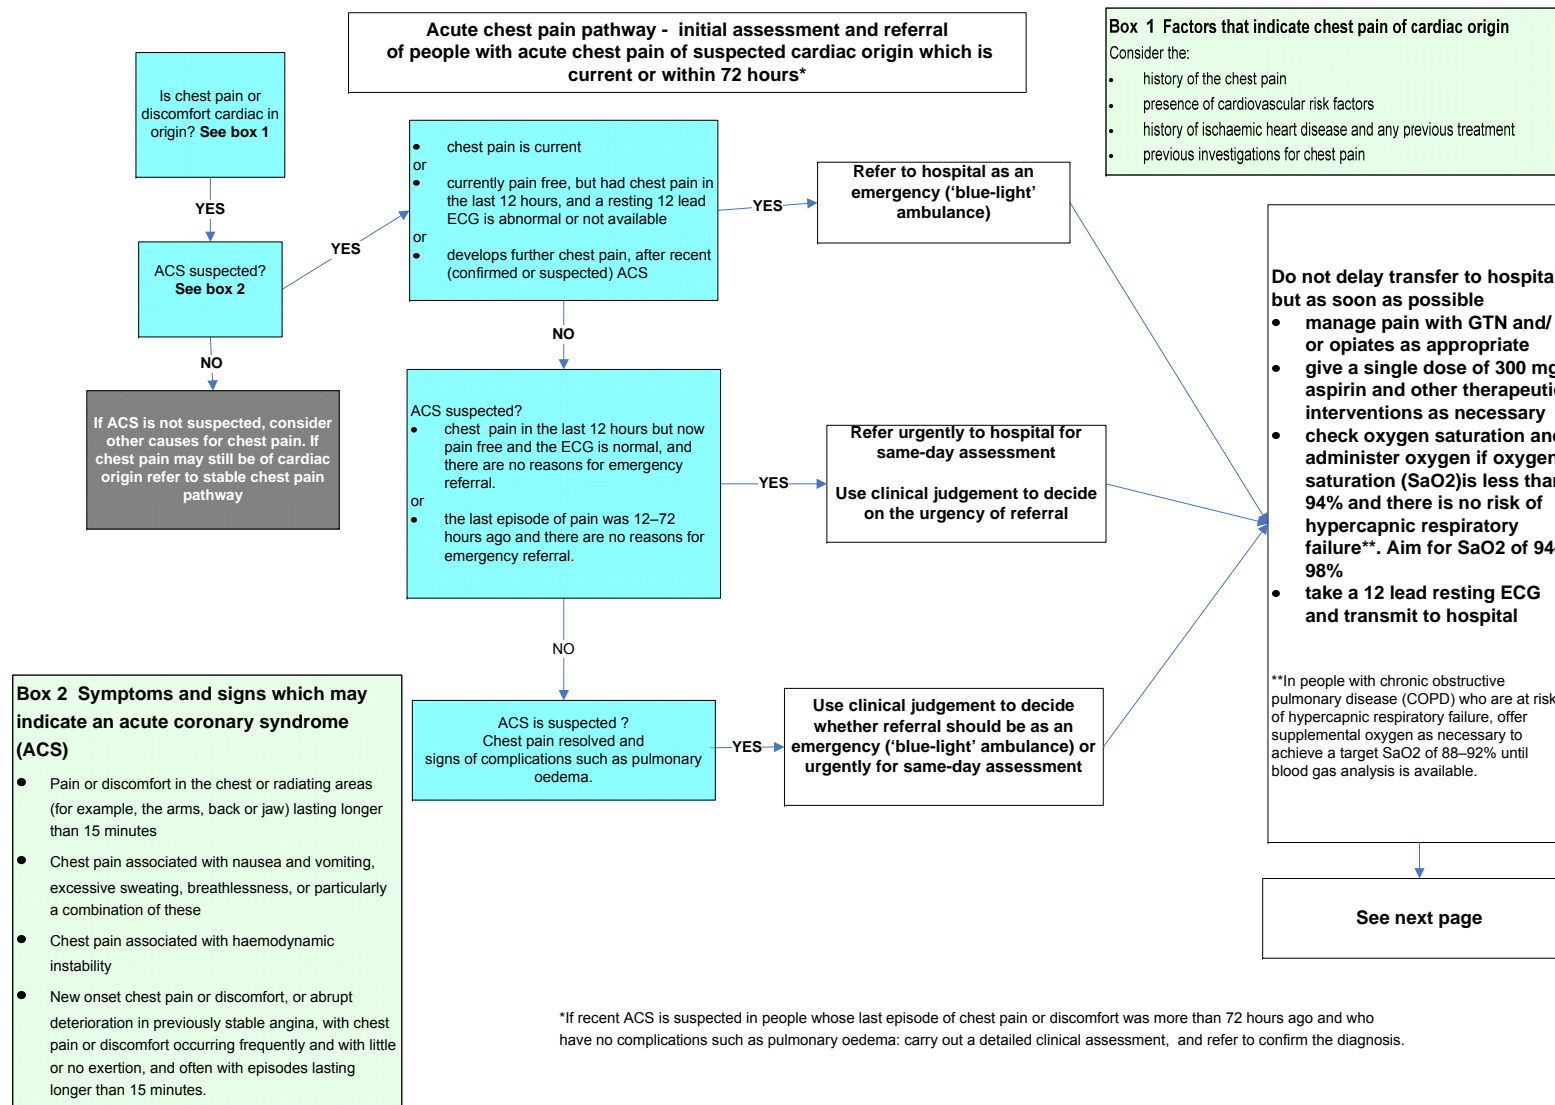 Acute chest pain pathway - initial assessment and referral
of people with acute chest pain of suspected cardiac origin which is
current or within 72 hours*
Box 1 Factors that indicate chest pain of cardiac origin
Consider the:
• history of the chest pain
• presence of cardiovascular risk factors
• history of ischaemic heart disease and any previous treatment
• previous investigations for chest pain
Is chest pain or
discomfort cardiac in
origin? See box 1
YES
ACS suspected?
See box 2
YES
NO
If ACS is not suspected, consider
other causes for chest pain. If
chest pain may still be of cardiac
origin refer to stable chest pain
pathway
• chest pain is current
or
• currently pain free, but had chest pain in
the last 12 hours, and a resting 12 lead
ECG is abnormal or not available
or
• develops further chest pain, after recent
(confirmed or suspected) ACS
YES
Refer to hospital as an
emergency (‘blue-light’
ambulance)
NO
ACS suspected?
• chest pain in the last 12 hours but now
pain free and the ECG is normal, and
there are no reasons for emergency
referral.
or
• the last episode of pain was 12–72
hours ago and there are no reasons for
emergency referral.
YES
Refer urgently to hospital for
same-day assessment
Use clinical judgement to decide
on the urgency of referral
NO
ACS is suspected ?
Chest pain resolved and
signs of complications such as pulmonary
oedema.
YES
Use clinical judgement to decide
whether referral should be as an
emergency (‘blue-light’ ambulance) or
urgently for same-day assessment
Do not delay transfer to hospita
but as soon as possible
• manage pain with GTN and/
or opiates as appropriate
• give a single dose of 300 mg
aspirin and other therapeuti
interventions as necessary
• check oxygen saturation and
administer oxygen if oxygen
saturation (SaO2)is less than
94% and there is no risk of
hypercapnic respiratory
failure**. Aim for SaO2 of 94-
98%
• take a 12 lead resting ECG
and transmit to hospital
**In people with chronic obstructive
pulmonary disease (COPD) who are at risk
of hypercapnic respiratory failure, offer
supplemental oxygen as necessary to
achieve a target SaO2 of 88–92% until
blood gas analysis is available.
See next page
Box 2 Symptoms and signs which may
indicate an acute coronary syndrome
(ACS)
• Pain or discomfort in the chest or radiating areas
(for example, the arms, back or jaw) lasting longer
than 15 minutes
• Chest pain associated with nausea and vomiting,
excessive sweating, breathlessness, or particularly
a combination of these
• Chest pain associated with haemodynamic
instability
• New onset chest pain or discomfort, or abrupt
deterioration in previously stable angina, with chest
pain or discomfort occurring frequently and with little
or no exertion, and often with episodes lasting
longer than 15 minutes.
*If recent ACS is suspected in people whose last episode of chest pain or discomfort was more than 72 hours ago and who
have no complications such as pulmonary oedema: carry out a detailed clinical assessment, and refer to confirm the diagnosis.